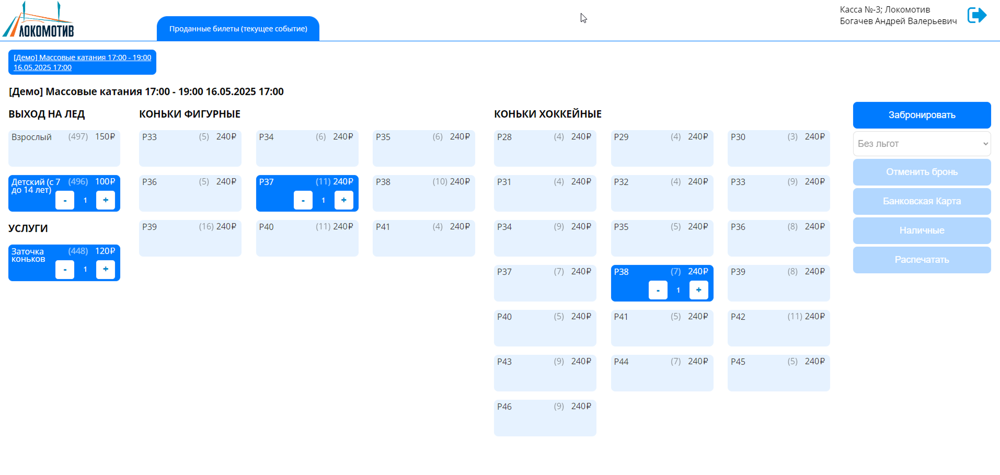 ЛОКОМОТИВ
Проданные билеты (текущее событие)
Касса №-3; Локомотив
Богачев Андрей Валерьевич
[Демо] Массовые катания 17:00 - 19:00
16.05.2025 17:00
[Демо] Массовые катания 17:00 - 19:00 16.05.2025 17:00
ВЫХОД НА ЛЕД
Взрослый (497) 150₽
Детский (с 7 (496) 100₽
до 14 лет)
- 1 +
УСЛУГИ
Заточка (448) 120₽
коньков
- 1 +
КОНЬКИ ФИГУРНЫЕ
Р33 (5) 240₽
Р34 (6) 240₽
Р35 (6) 240₽
Р36 (5) 240₽
Р37 (11) 240₽
- 1 +
Р38 (10) 240₽
Р39 (16) 240₽
Р40 (11) 240₽
Р41 (4) 240₽
КОНЬКИ ХОККЕЙНЫЕ
Р28 (4) 240₽
Р29 (4) 240₽
Р30 (3) 240₽
Р31 (4) 240₽
Р32 (4) 240₽
Р33 (9) 240₽
Р34 (9) 240₽
Р35 (5) 240₽
Р36 (8) 240₽
Р37 (7) 240₽
Р38 (7) 240₽
- 1 +
Р39 (8) 240₽
Р40 (5) 240₽
Р41 (5) 240₽
Р42 (11) 240₽
Р43 (9) 240₽
Р44 (7) 240₽
Р45 (5) 240₽
Р46 (9) 240₽
Забронировать
Без льгот
Отменить бронь
Банковская Карта
Наличные
Распечатать